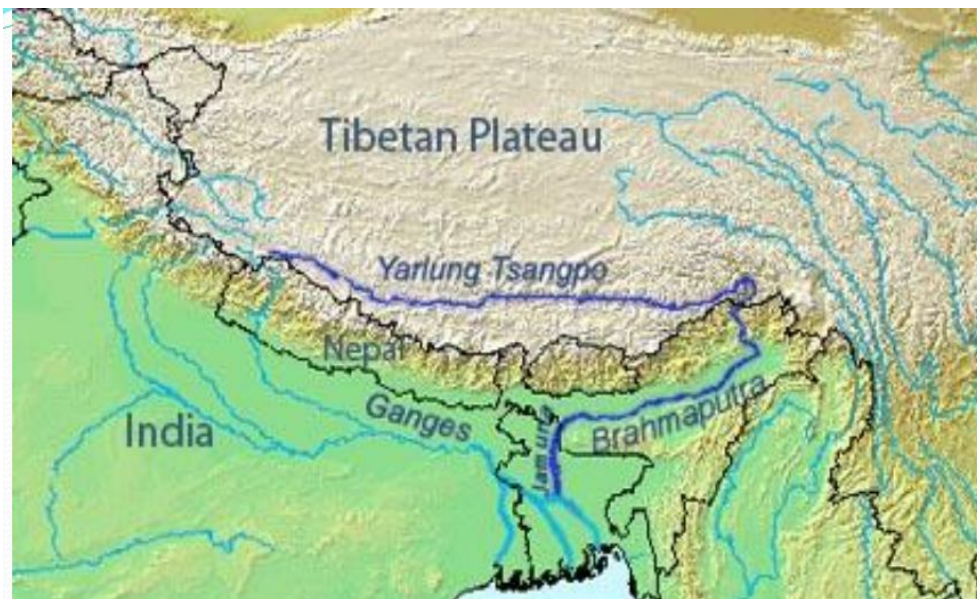 Tibetan Plateau
Yarlung Tsangpo
Nepal
Ganges
India
Jamuna
Brahmaputra